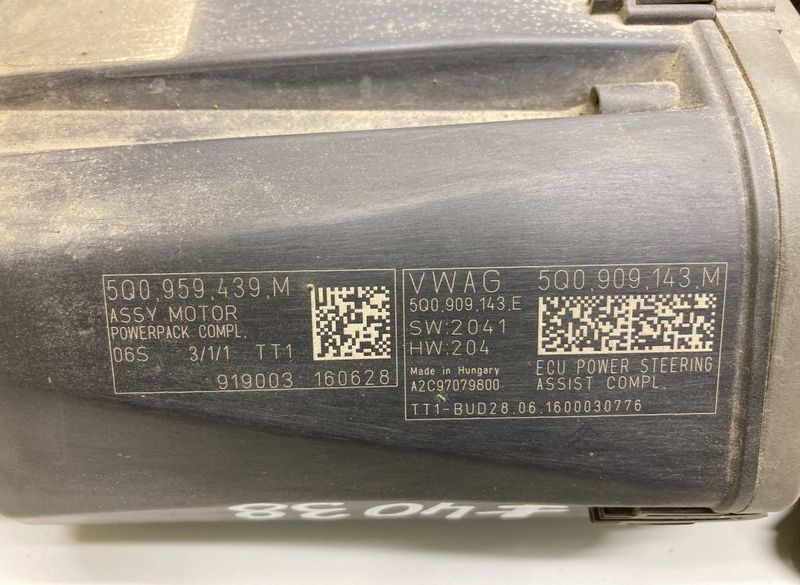 5Q0.959.439.M
ASSY MOTOR
POWERPACK COMPL.
06S 3/1/1 TT1
919003 160628
VWAG 5Q0.909.143.M
5Q0.909.143.E
SW:2041
HW:204
Made in Hungary
A2C97079800
ECU POWER STEERING
ASSIST COMPL.
TT1-BUD28.06.1600030776